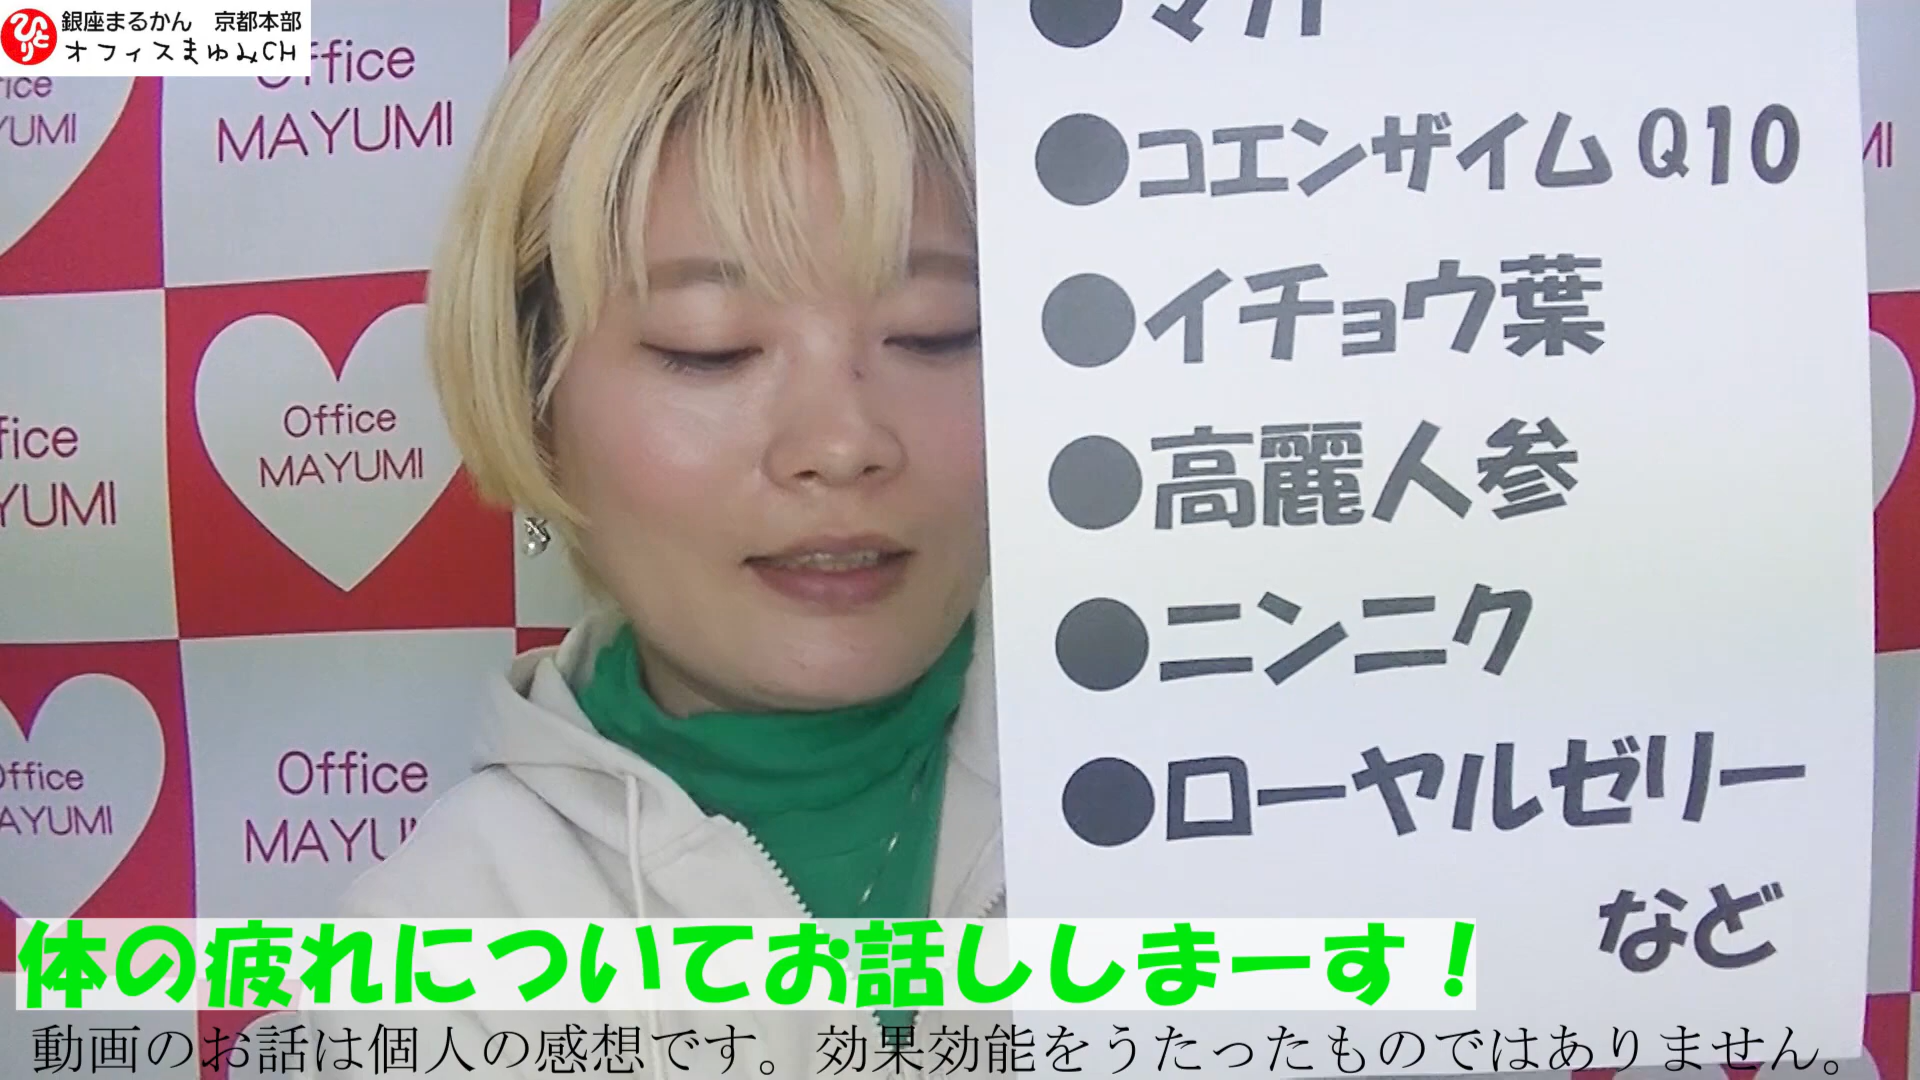 銀座まるかん 京都本部
オフィスまゆみCH
Office
MAYUMI
Office
MAYUMI
Office
MAYUMI
●マカ
●コエンザイムQ10
●イチョウ葉
●高麗人参
●ニンニク
●ローヤルゼリー
など
体の疲れについてお話ししまーす！
動画のお話は個人の感想です。効果効能をうたったものではありません。